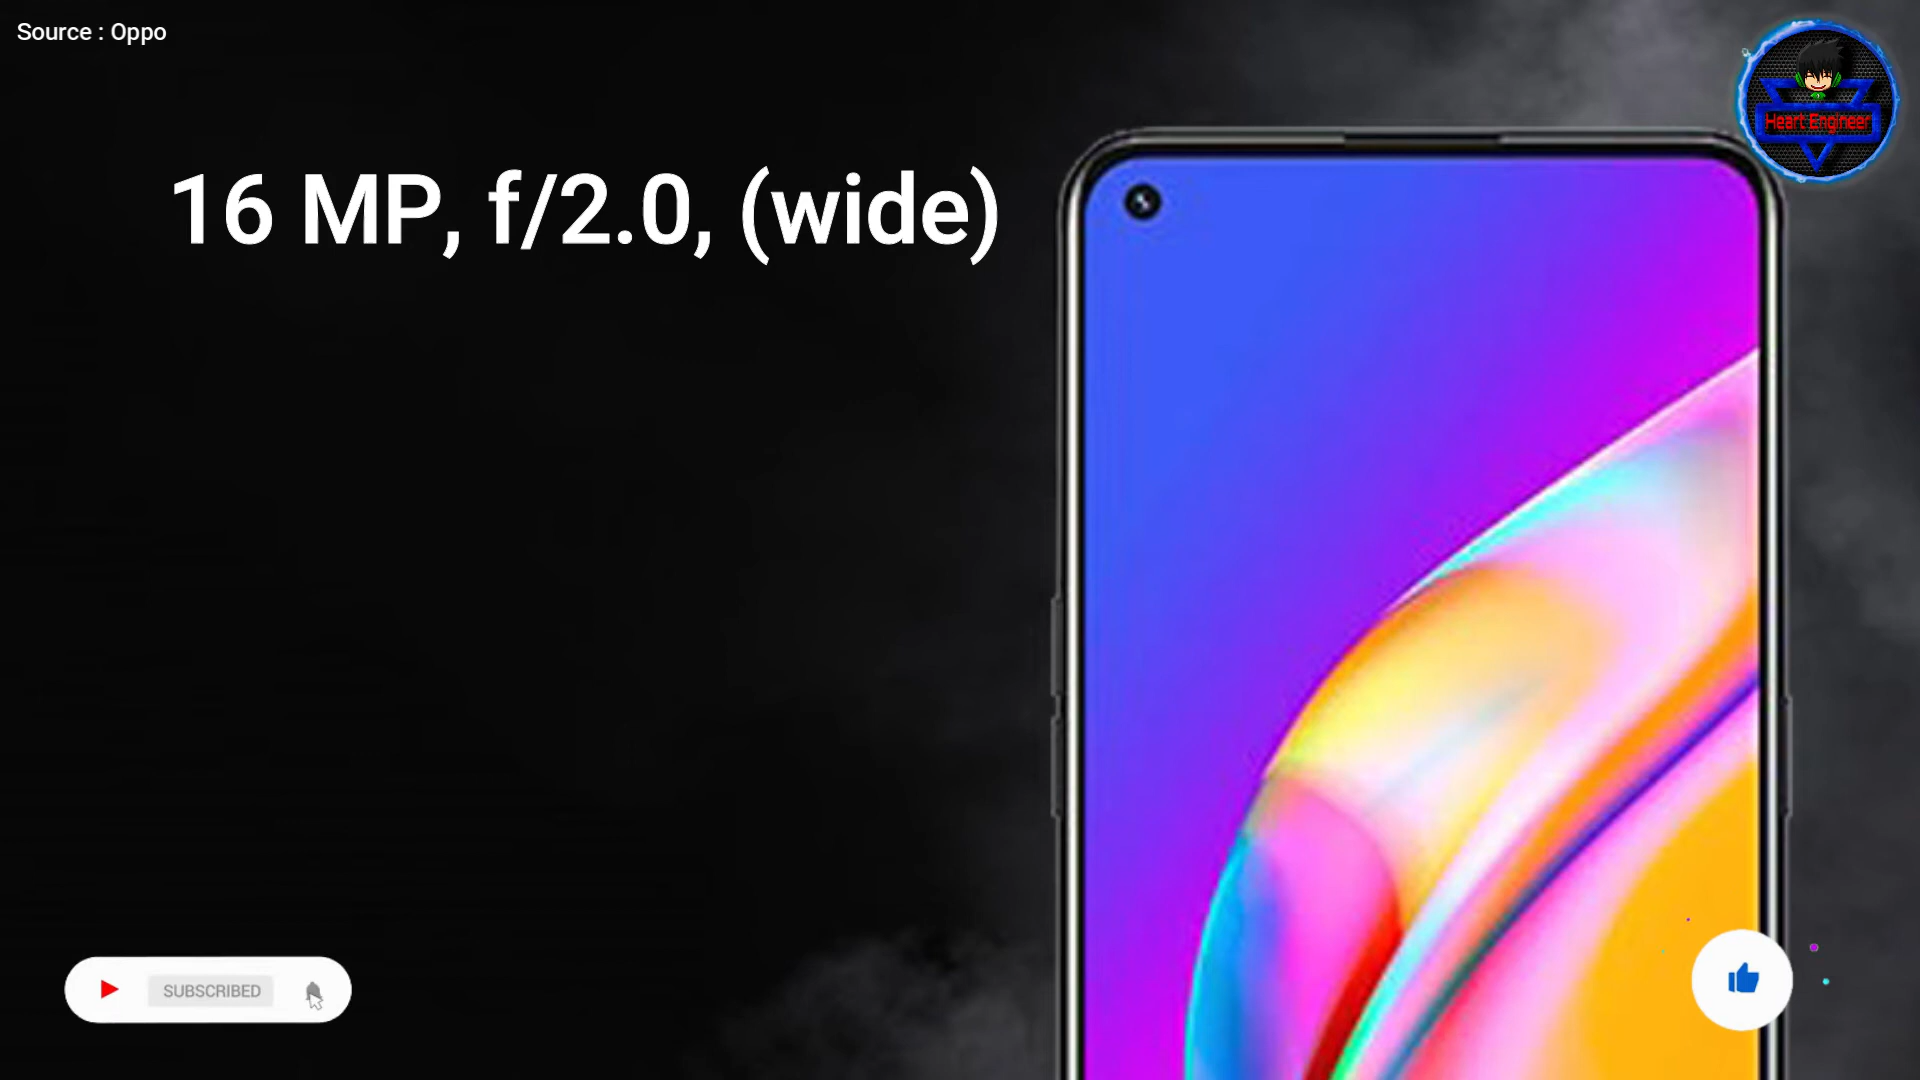 Source : Oppo
Heart Engineer
16 MP, f/2.0, (wide)
SUBSCRIBED